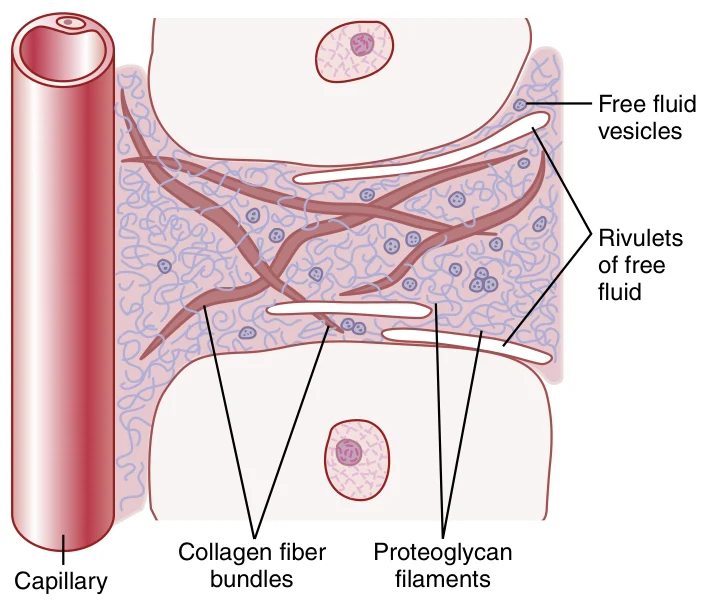 Free fluid
vesicles
Rivulets
of free
fluid
Collagen fiber
bundles
Proteoglycan
filaments
Capillary